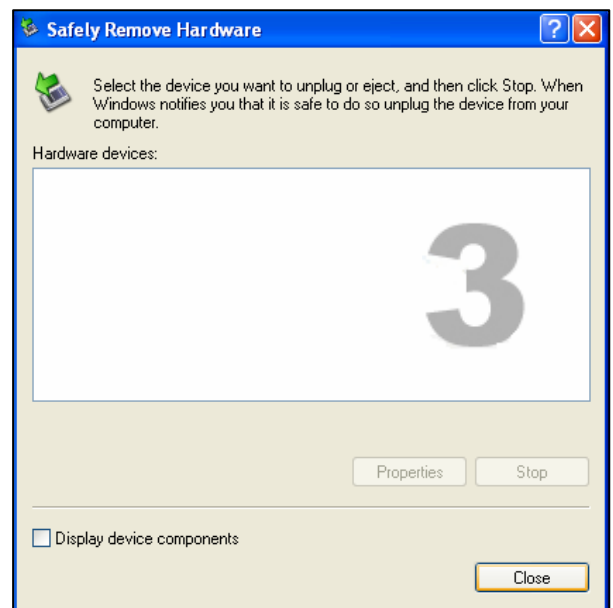 Safely Remove Hardware
?
X
Select the device you want to unplug or eject, and then click Stop. When
Windows notifies you that it is safe to do so unplug the device from your
computer.
Hardware devices:
3
Properties
Stop
Display device components
Close